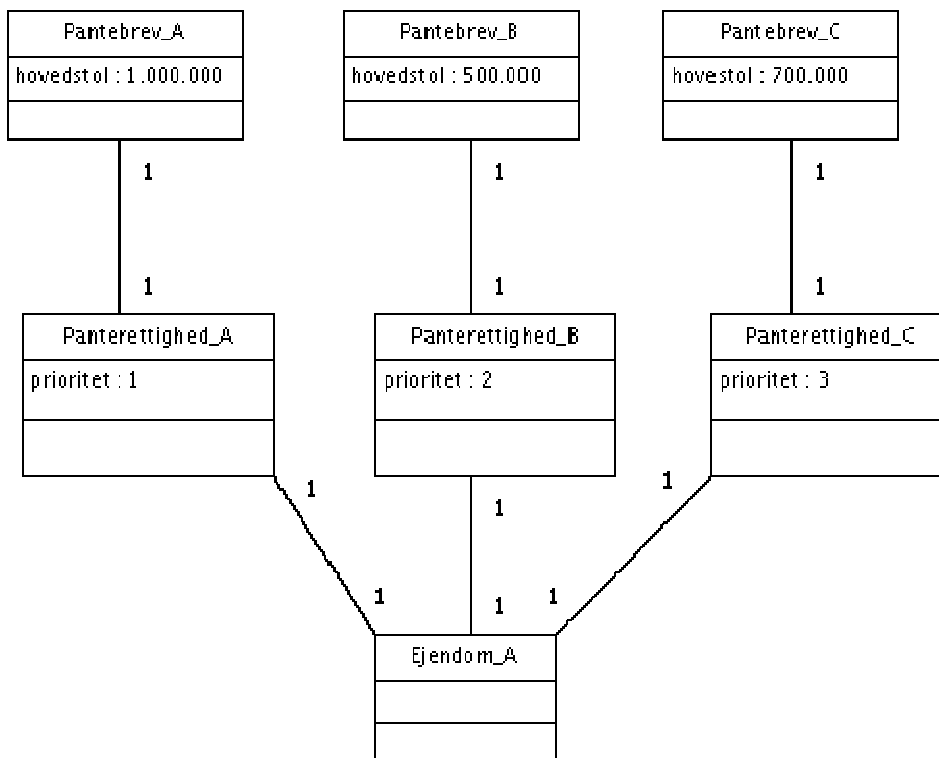 Pantebrev_A
hovedstol : 1.000.000
Pantebrev_B
hovedstol : 500.000
Pantebrev_C
hovestol : 700.000
1
1
1
1
1
1
Panterettighed_A
prioritet : 1
Panterettighed_B
prioritet : 2
Panterettighed_C
prioritet : 3
1
1
1
1
1
1
Ejendom_A